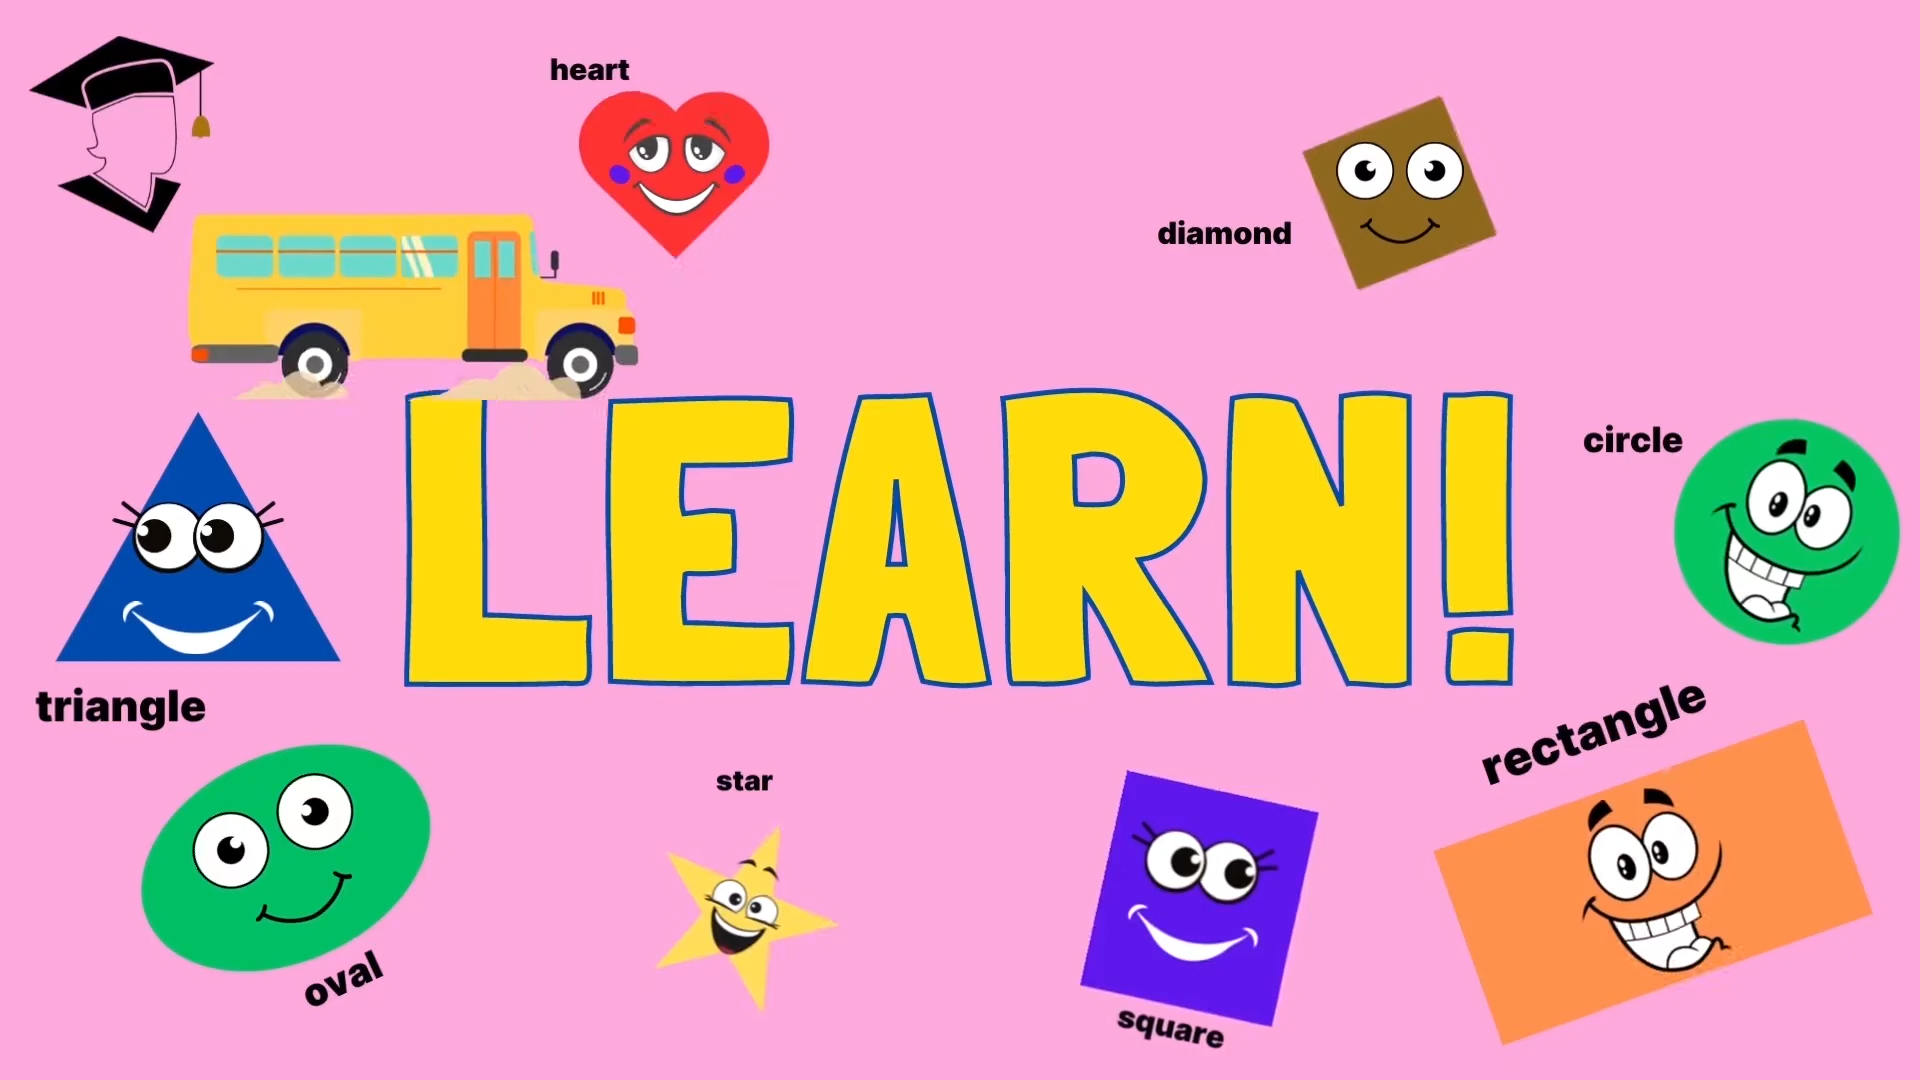 heart
diamond
LEARN!
circle
triangle
rectangle
star
oval
square